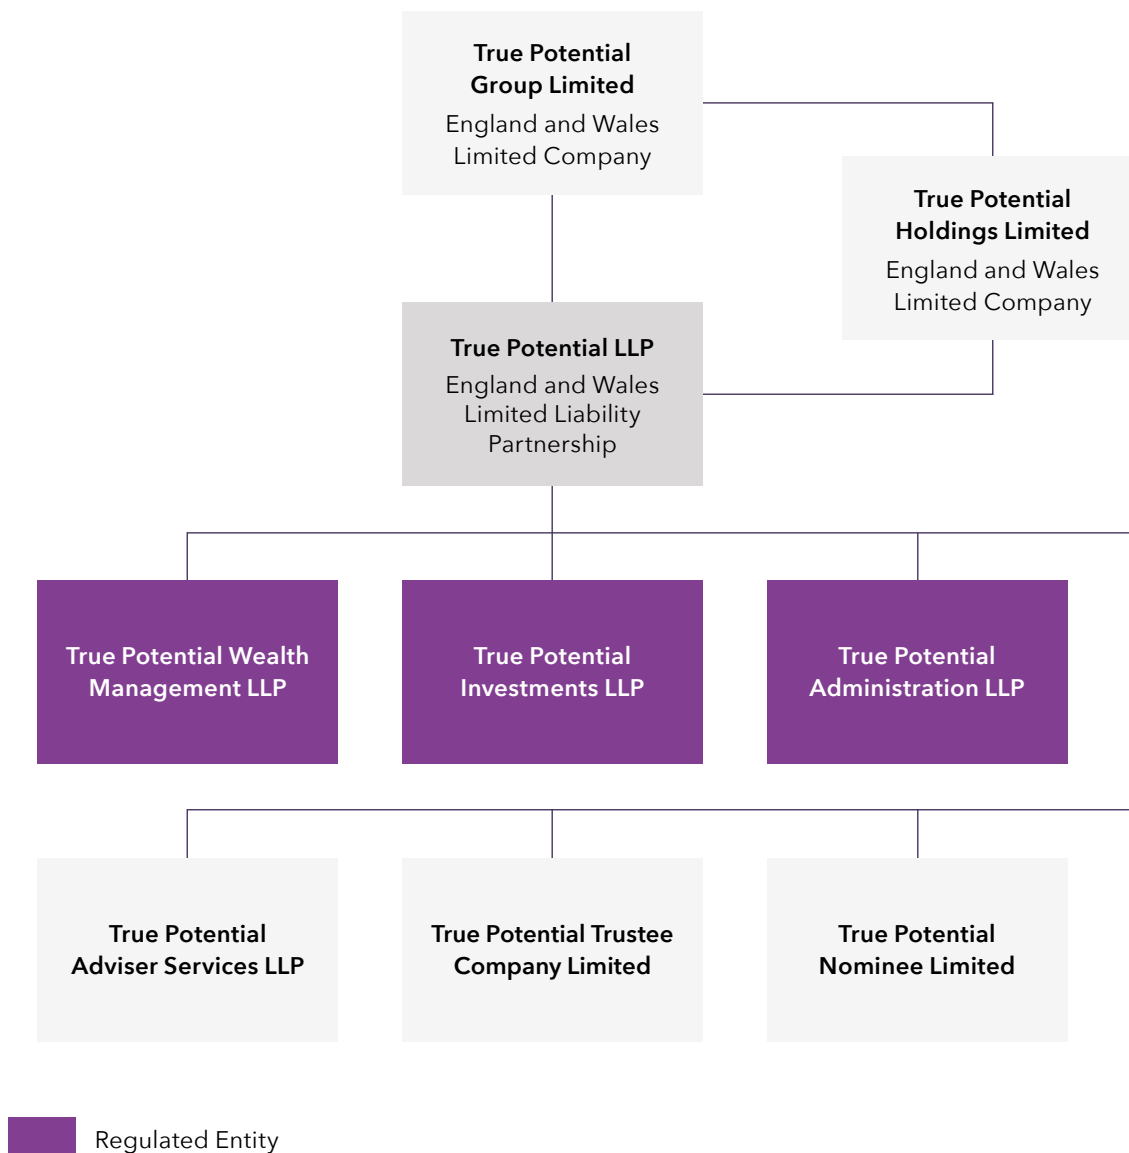 True Potential
Group Limited
England and Wales
Limited Company
True Potential
Holdings Limited
England and Wales
Limited Company
True Potential LLP
England and Wales
Limited Liability
Partnership
True Potential Wealth
Management LLP
True Potential
Investments LLP
True Potential
Administration LLP
True Potential
Adviser Services LLP
True Potential Trustee
Company Limited
True Potential
Nominee Limited
Regulated Entity